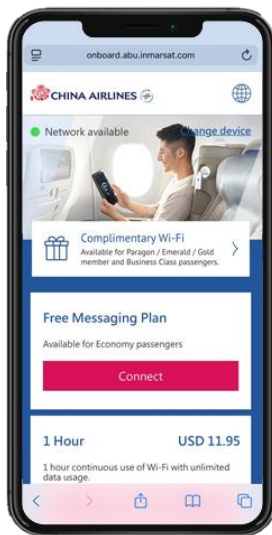 onboard.abu.inmarsat.com
CHINA AIRLINES
Network available
Change device
Complimentary Wi-Fi
Available for Paragon / Emerald / Gold
member and Business Class passengers.
Free Messaging Plan
Available for Economy passengers
Connect
1 Hour
USD 11.95
1 hour continuous use of Wi-Fi with unlimited
data usage.